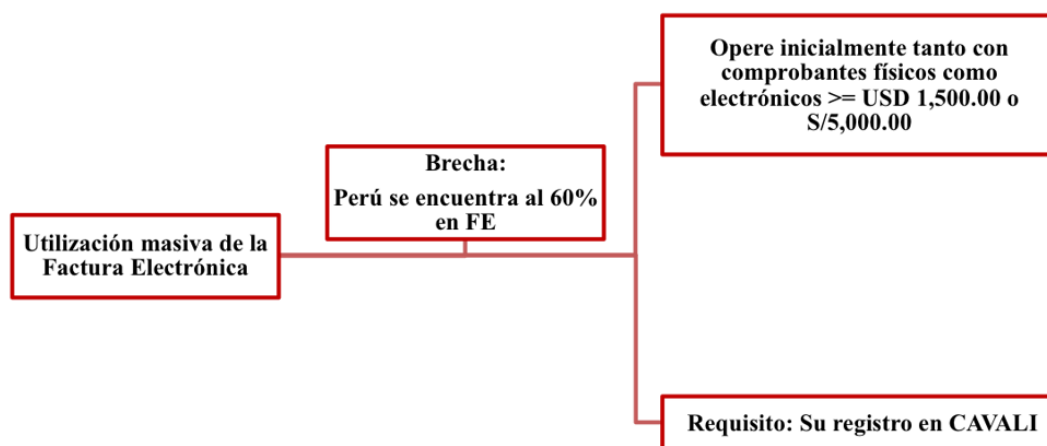 Utilización masiva de la
Factura Electrónica
Brecha:
Perú se encuentra al 60%
en FE
Opere inicialmente tanto con
comprobantes físicos como
electrónicos >= USD 1,500.00 o
S/5,000.00
Requisito: Su registro en CAVALI